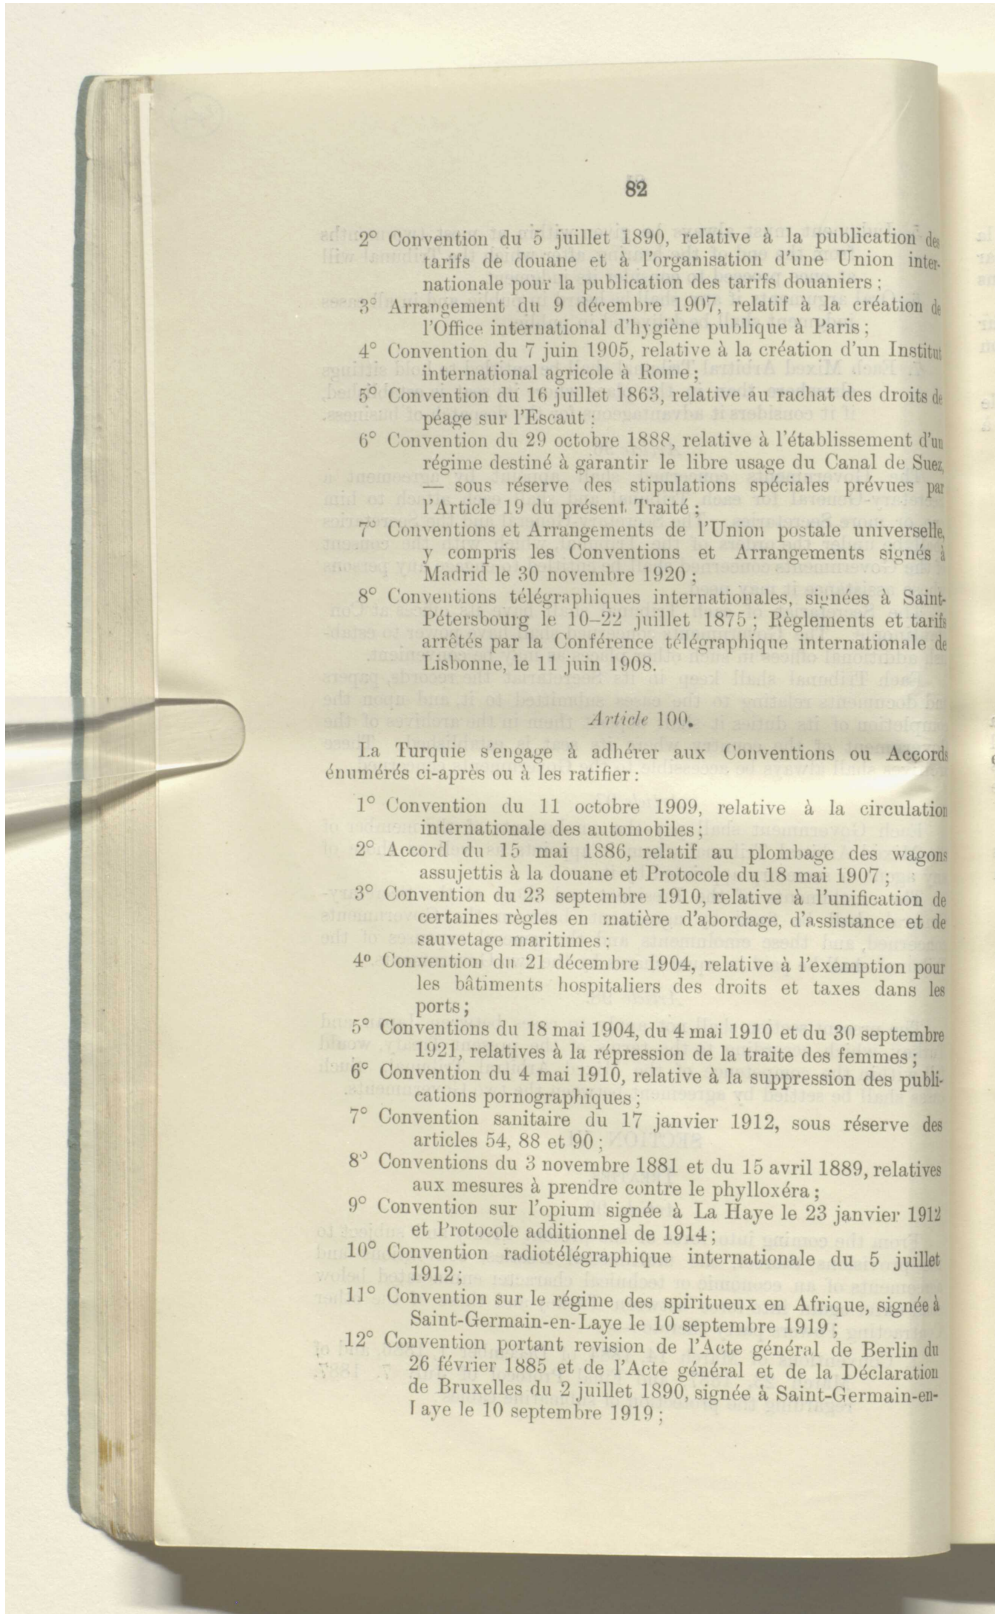 82
2° Convention du 5 juillet 1890, relative à la publication des
tarifs de douane et à l'organisation d'une Union inter-
nationale pour la publication des tarifs douaniers ;
3° Arrangement du 9 décembre 1907, relatif à la création de
l'Office international d'hygiène publique à Paris ;
4° Convention du 7 juin 1905, relative à la création d'un Institut
international agricole à Rome ;
5° Convention du 16 juillet 1863, relative au rachat des droits de
péage sur l'Escaut :
6° Convention du 29 octobre 1888, relative à l'établissement d'un
régime destiné à garantir le libre usage du Canal de Suez,
— sous réserve des stipulations spéciales prévues par
l'Article 19 du présent Traité ;
7° Conventions et Arrangements de l'Union postale universelle,
y compris les Conventions et Arrangements signés à
Madrid le 30 novembre 1920 ;
8° Conventions télégraphiques internationales, signées à Saint-
Pétersbourg le 10–22 juillet 1875 ; Règlements et tarifs
arrêtés par la Conférence télégraphique internationale de
Lisbonne, le 11 juin 1908.
Article 100.
La Turquie s'engage à adhérer aux Conventions ou Accords
énumérés ci-après ou à les ratifier :
1° Convention du 11 octobre 1909, relative à la circulation
internationale des automobiles ;
2° Accord du 15 mai 1886, relatif au plombage des wagons
assujettis à la douane et Protocole du 18 mai 1907 ;
3° Convention du 23 septembre 1910, relative à l'unification de
certaines règles en matière d'abordage, d'assistance et de
sauvetage maritimes ;
4° Convention du 21 décembre 1904, relative à l'exemption pour
les bâtiments hospitaliers des droits et taxes dans les
ports ;
5° Conventions du 18 mai 1904, du 4 mai 1910 et du 30 septembre
1921, relatives à la répression de la traite des femmes ;
6° Convention du 4 mai 1910, relative à la suppression des publi-
cations pornographiques ;
7° Convention sanitaire du 17 janvier 1912, sous réserve des
articles 54, 88 et 90 ;
8° Conventions du 3 novembre 1881 et du 15 avril 1889, relatives
aux mesures à prendre contre le phylloxéra ;
9° Convention sur l'opium signée à La Haye le 23 janvier 1912
et Protocole additionnel de 1914 ;
10° Convention radiotélégraphique internationale du 5 juillet
1912 ;
11° Convention sur le régime des spiritueux en Afrique, signée à
Saint-Germain-en-Laye le 10 septembre 1919 ;
12° Convention portant revision de l'Acte général de Berlin du
26 février 1885 et de l'Acte général et de la Déclaration
de Bruxelles du 2 juillet 1890, signée à Saint-Germain-en-
Laye le 10 septembre 1919 ;